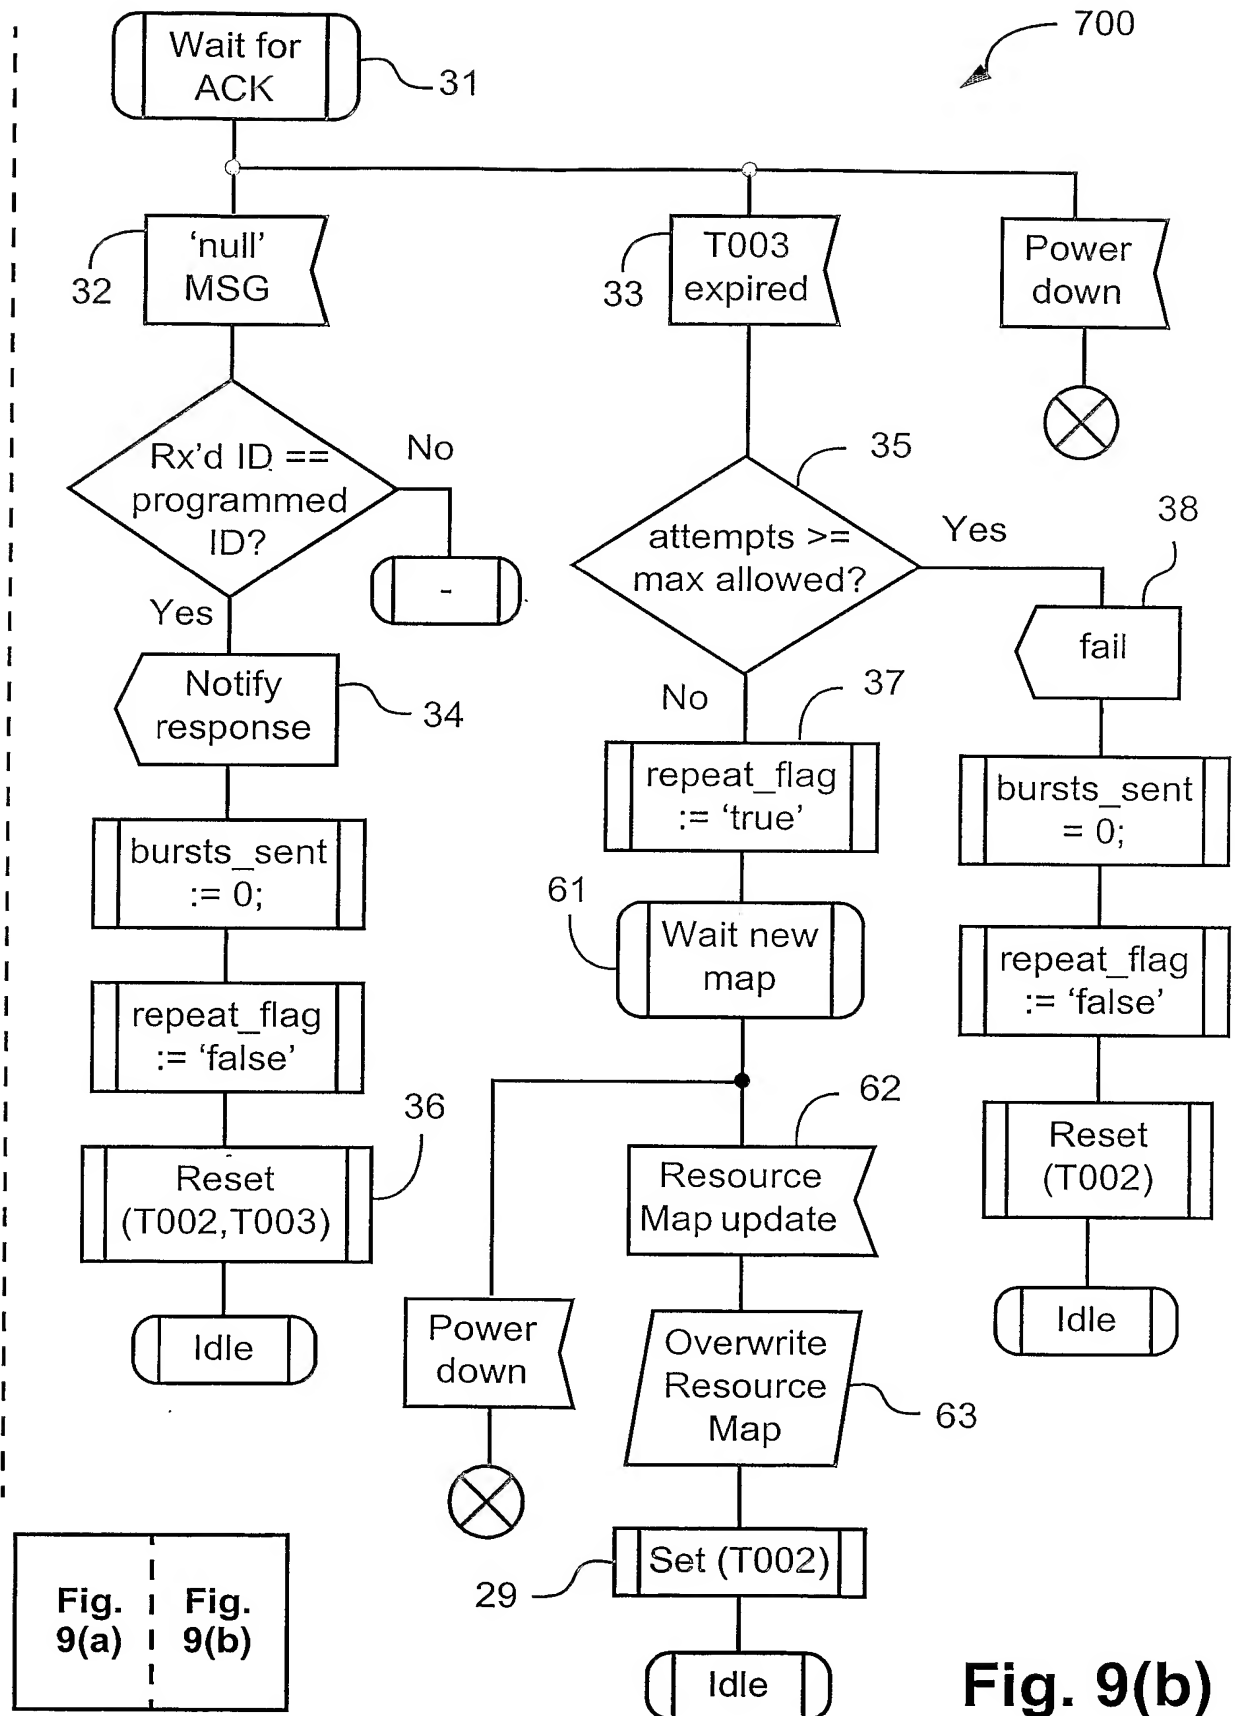 700
Wait for
ACK
31
'null'
MSG
32
T003
expired
33
Power
down
Rx'd ID ==
programmed
ID?
No
Yes
-
35
attempts >=
max allowed?
Yes
No
38
fail
Notify
response
34
37
repeat_flag
:= 'true'
bursts_sent
= 0;
bursts_sent
:= 0;
61
Wait new
map
repeat_flag
:= 'false'
repeat_flag
:= 'false'
36
62
Reset
(T002,T003)
Resource
Map update
Reset
(T002)
Idle
Power
down
Overwrite
Resource
Map
63
Idle
Set (T002)
29
Idle
Fig.
9(a)
Fig.
9(b)
Fig. 9(b)